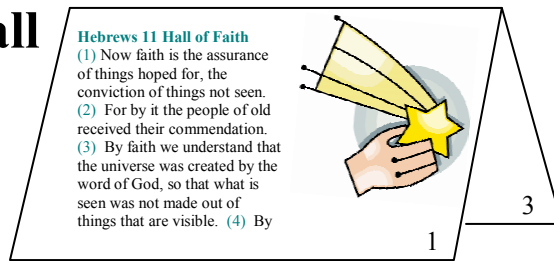 all
Hebrews 11 Hall of Faith
(1) Now faith is the assurance
of things hoped for, the
conviction of things not seen.
(2) For by it the people of old
received their commendation.
(3) By faith we understand that
the universe was created by the
word of God, so that what is
seen was not made out of
things that are visible. (4) By
1
3